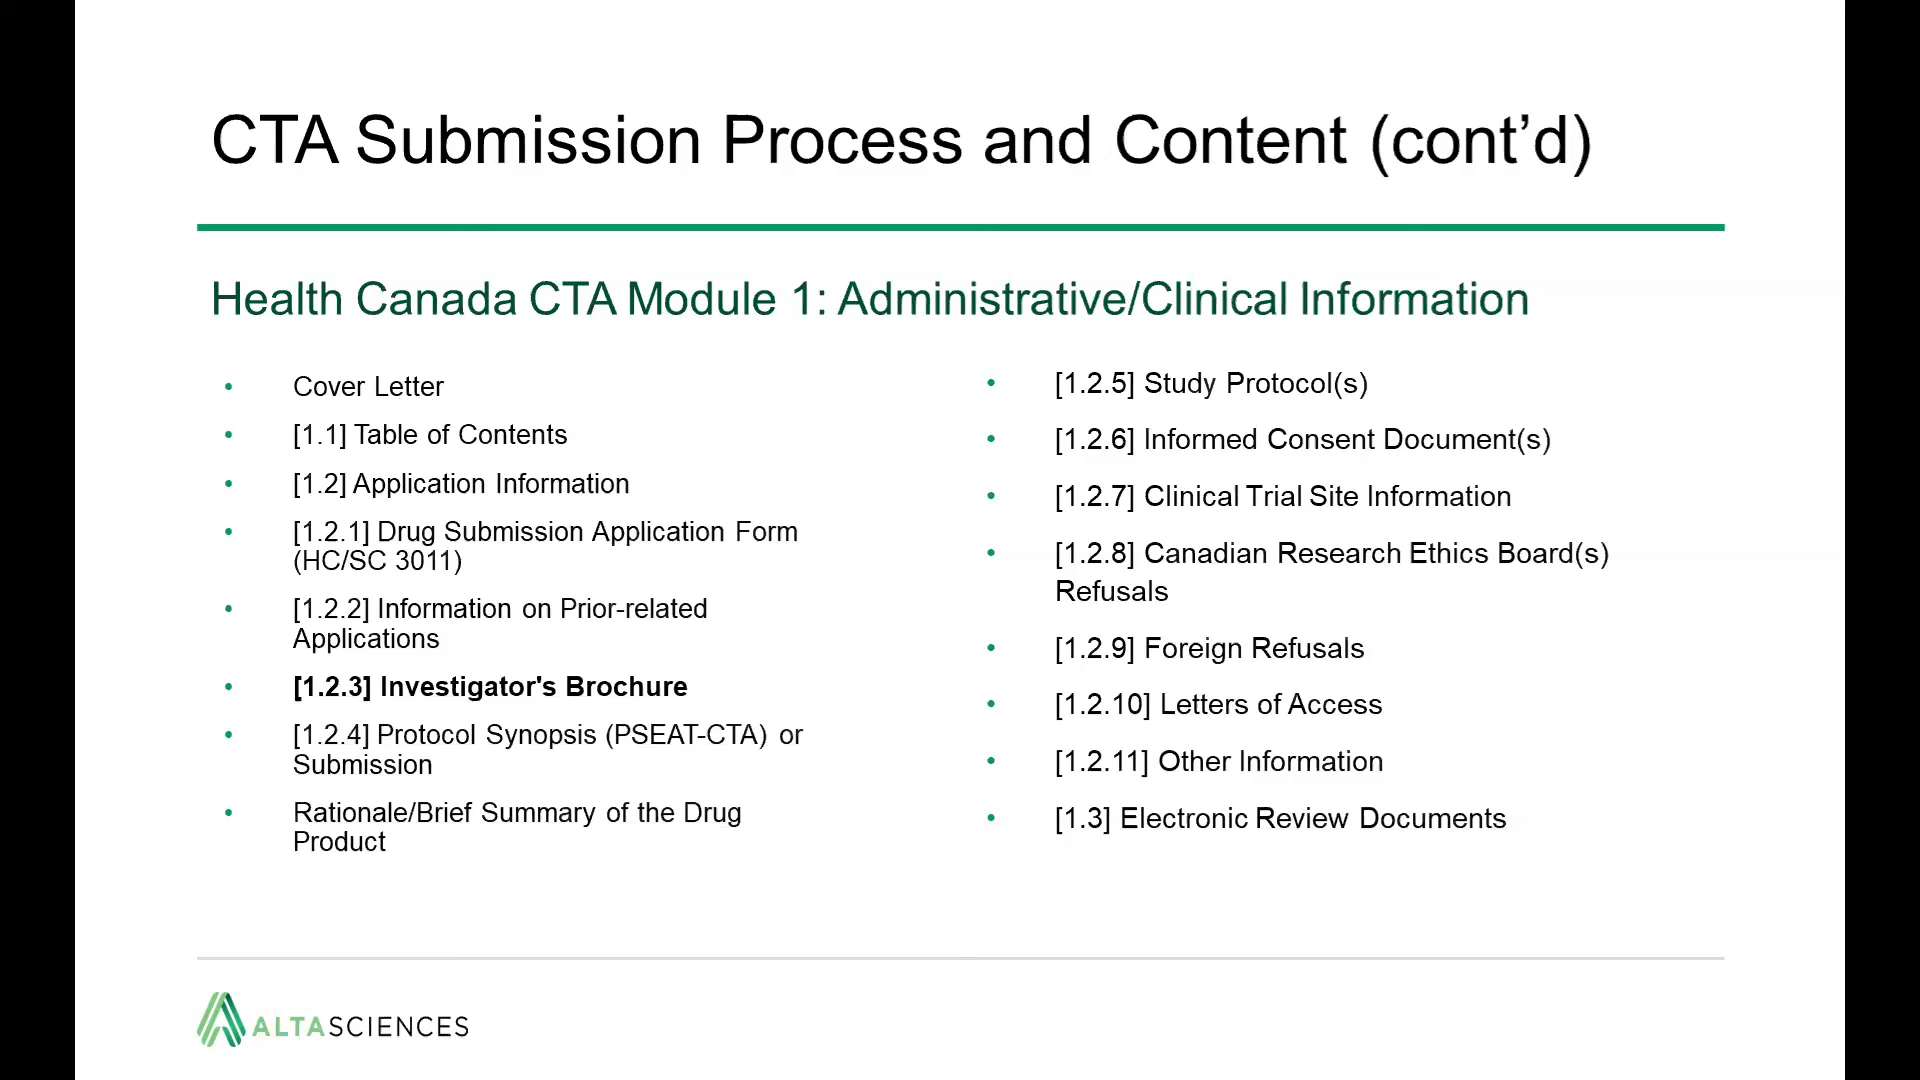 CTA Submission Process and Content (cont’d)
Health Canada CTA Module 1: Administrative/Clinical Information
• Cover Letter
• [1.1] Table of Contents
• [1.2] Application Information
• [1.2.1] Drug Submission Application Form
(HC/SC 3011)
• [1.2.2] Information on Prior-related
Applications
• [1.2.3] Investigator's Brochure
• [1.2.4] Protocol Synopsis (PSEAT-CTA) or
Submission
• Rationale/Brief Summary of the Drug
Product
• [1.2.5] Study Protocol(s)
• [1.2.6] Informed Consent Document(s)
• [1.2.7] Clinical Trial Site Information
• [1.2.8] Canadian Research Ethics Board(s)
Refusals
• [1.2.9] Foreign Refusals
• [1.2.10] Letters of Access
• [1.2.11] Other Information
• [1.3] Electronic Review Documents
ALTASCIENCES